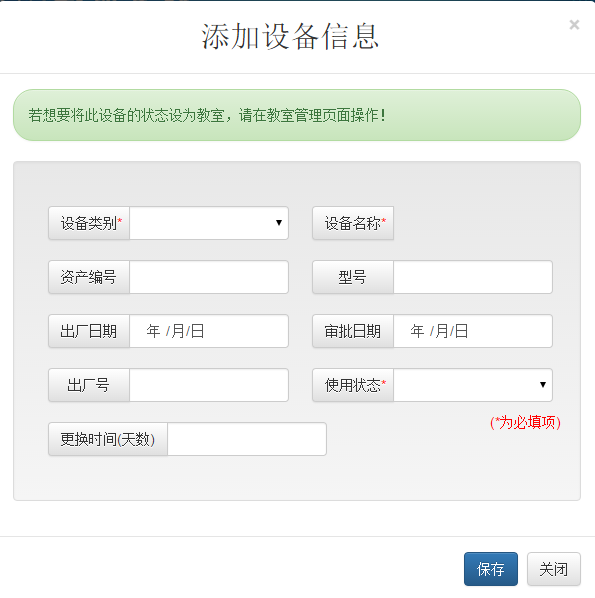 添加设备信息
×
若想要将此设备的状态设为教室，请在教室管理页面操作！
设备类别* 设备名称*
资产编号 型号
出厂日期 年 /月/日 审批日期 年 /月/日
出厂号 使用状态*
(*为必填项)
更换时间(天数)
保存 关闭